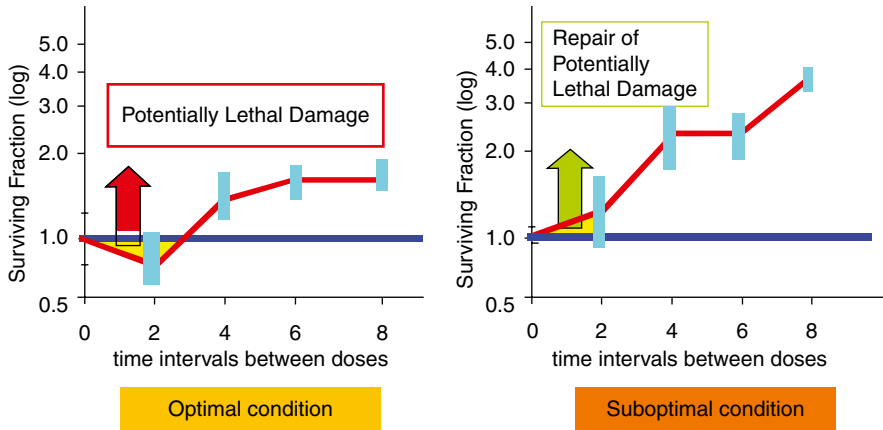 5.0
4.0
3.0
2.0
1.0
0.5
Surviving Fraction (log)
Potentially Lethal Damage
0 2 4 6 8
time intervals between doses
Optimal condition
5.0
4.0
3.0
2.0
1.0
0.5
Surviving Fraction (log)
Repair of
Potentially
Lethal Damage
0 2 4 6 8
time intervals between doses
Suboptimal condition